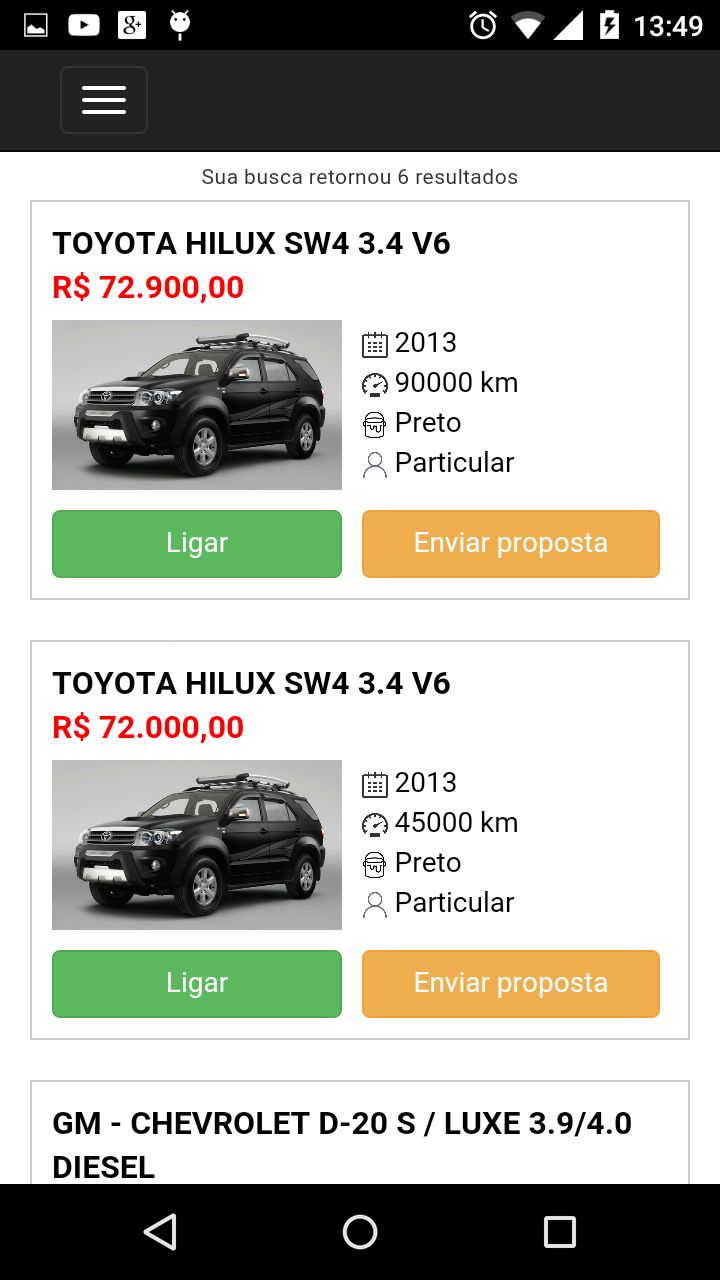 13:49
Sua busca retornou 6 resultados
TOYOTA HILUX SW4 3.4 V6
R$ 72.900,00
2013
90000 km
Preto
Particular
Ligar
Enviar proposta
TOYOTA HILUX SW4 3.4 V6
R$ 72.000,00
2013
45000 km
Preto
Particular
Ligar
Enviar proposta
GM - CHEVROLET D-20 S / LUXE 3.9/4.0
DIESEL